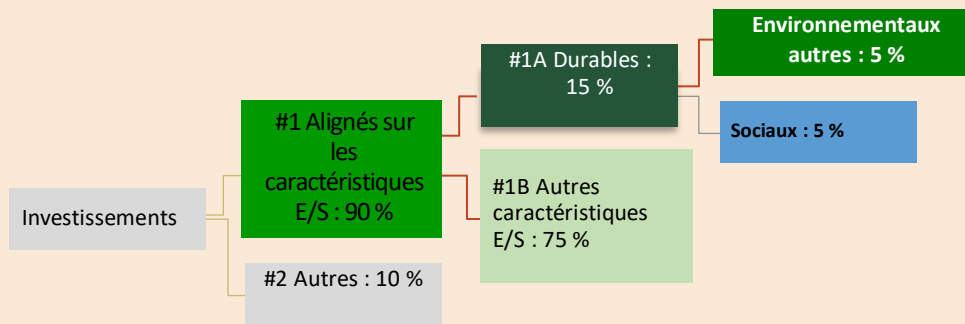 Investissements
#1 Alignés sur
les
caractéristiques
E/S : 90 %
#2 Autres : 10 %
#1A Durables :
15 %
#1B Autres
caractéristiques
E/S : 75 %
Environnementaux
autres : 5 %
Sociaux : 5 %